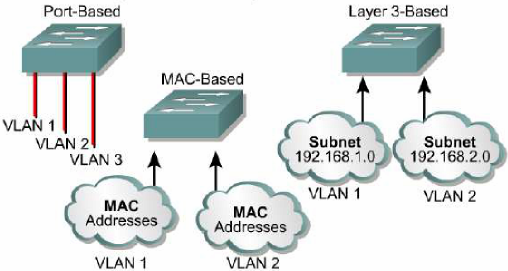 Port-Based
VLAN 1
VLAN 2
VLAN 3
MAC-Based
MAC
Addresses
VLAN 1
MAC
Addresses
VLAN 2
Layer 3-Based
Subnet
192.168.1.0
VLAN 1
Subnet
192.168.2.0
VLAN 2